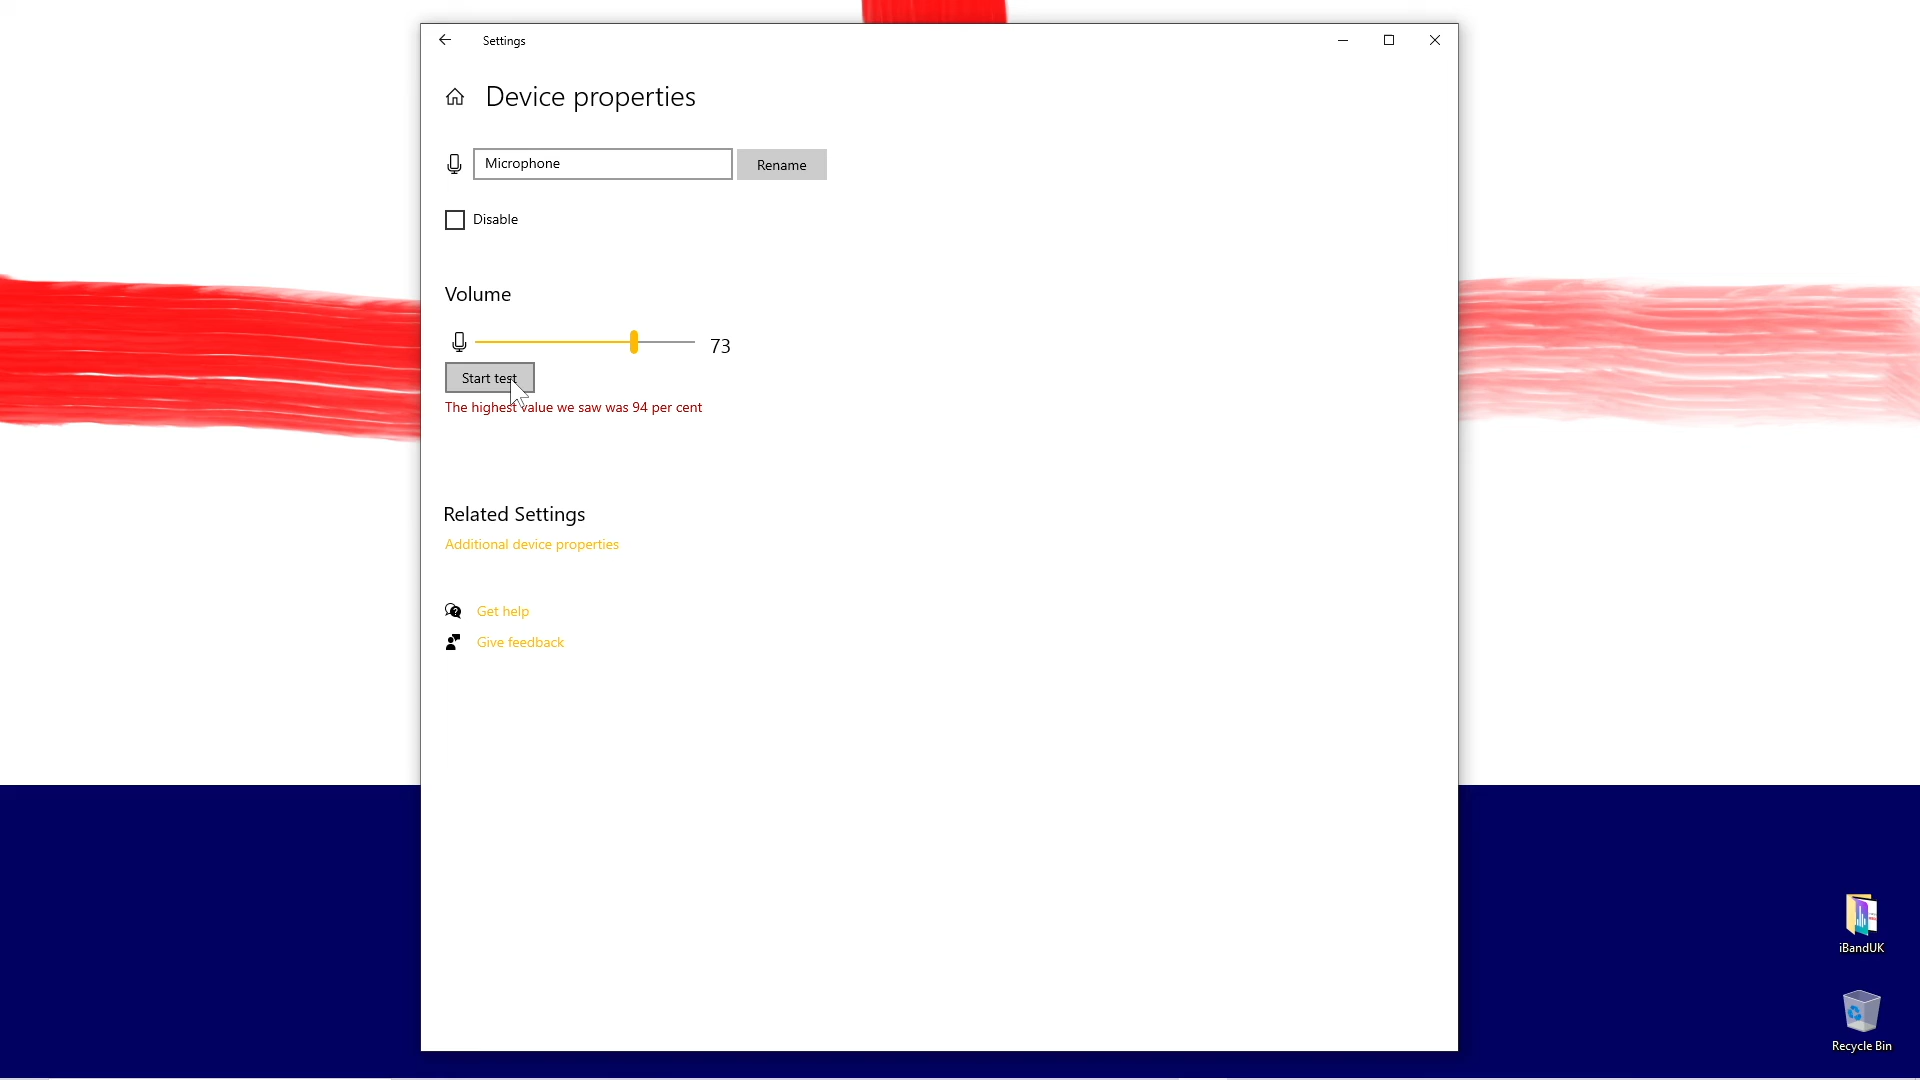 Settings
Device properties
Microphone
Rename
Disable
Volume
73
Start test
The highest value we saw was 94 per cent
Related Settings
Additional device properties
Get help
Give feedback
iBandUK
Recycle Bin